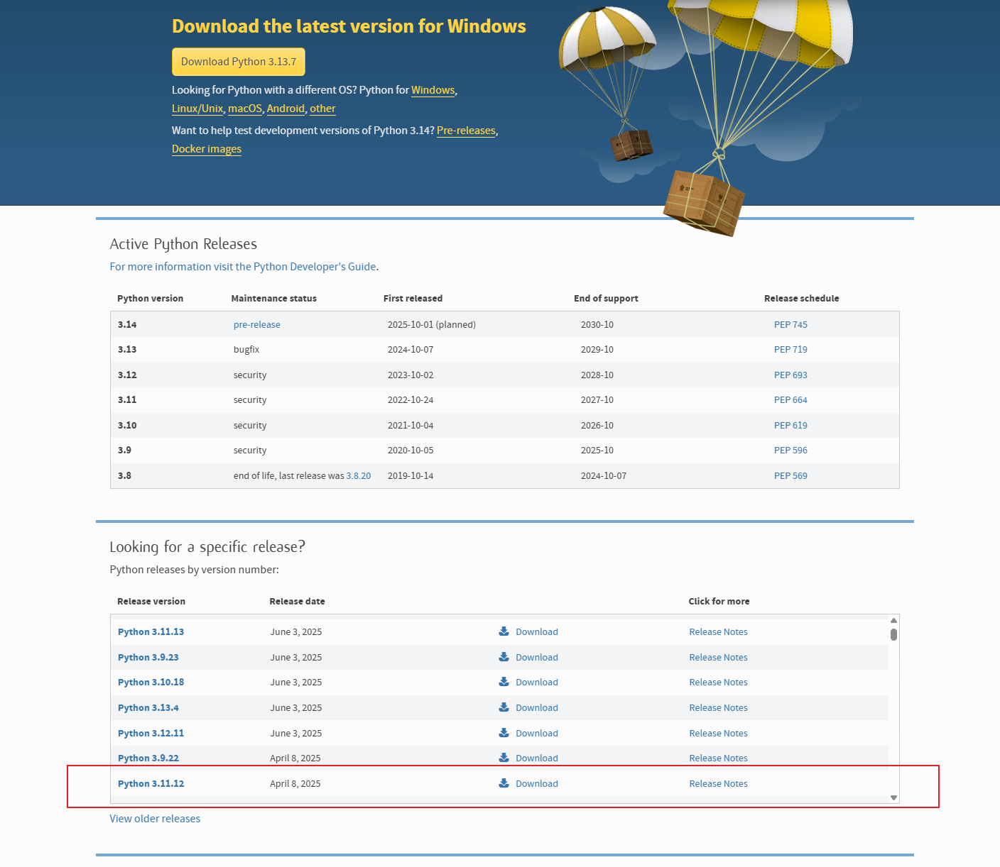 Download the latest version for Windows
Download Python 3.13.7
Looking for Python with a different OS? Python for Windows,
Linux/Unix, macOS, Android, other
Want to help test development versions of Python 3.14? Pre-releases,
Docker images
Active Python Releases
For more information visit the Python Developer's Guide.
Python version Maintenance status First released End of support Release schedule
3.14 pre-release 2025-10-01 (planned) 2030-10 PEP 745
3.13 bugfix 2024-10-07 2029-10 PEP 719
3.12 security 2023-10-02 2028-10 PEP 693
3.11 security 2022-10-24 2027-10 PEP 664
3.10 security 2021-10-04 2026-10 PEP 619
3.9 security 2020-10-05 2025-10 PEP 596
3.8 end of life, last release was 3.8.20 2019-10-14 2024-10-07 PEP 569
Looking for a specific release?
Python releases by version number:
Release version Release date Click for more
Python 3.11.13 June 3, 2025 Download Release Notes
Python 3.9.23 June 3, 2025 Download Release Notes
Python 3.10.18 June 3, 2025 Download Release Notes
Python 3.13.4 June 3, 2025 Download Release Notes
Python 3.12.11 June 3, 2025 Download Release Notes
Python 3.9.22 April 8, 2025 Download Release Notes
Python 3.11.12 April 8, 2025 Download Release Notes
View older releases